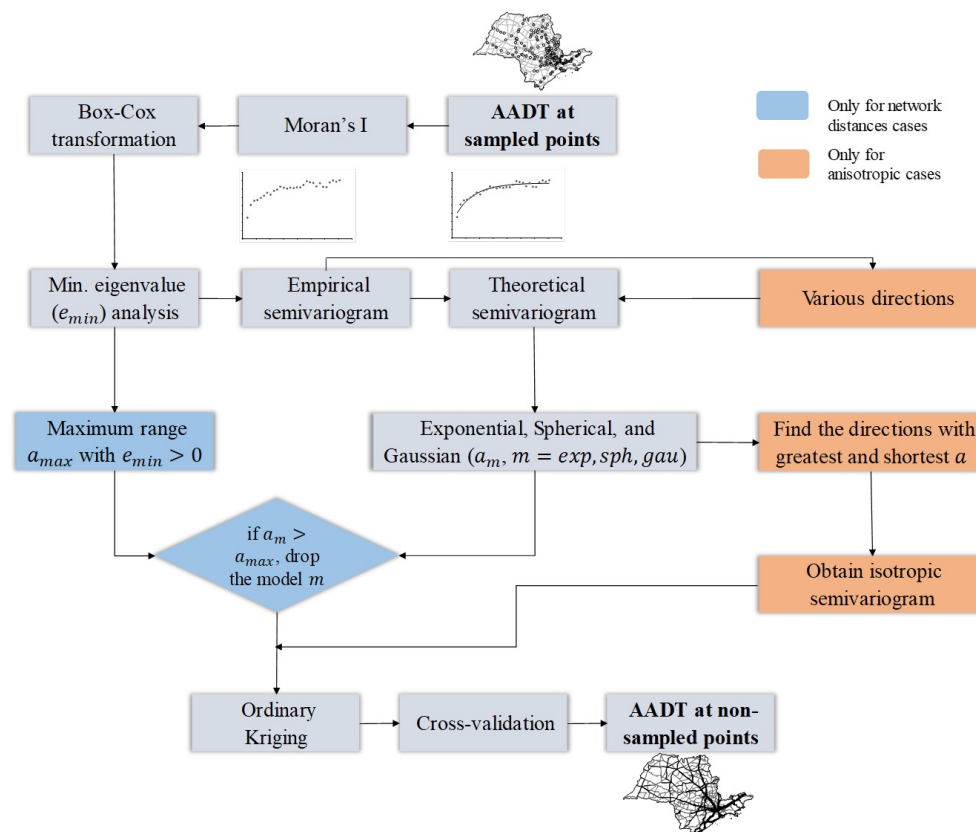 Box-Cox
transformation
Moran's I
AADT at
sampled points
Only for network
distances cases
Only for
anisotropic cases
Min. eigenvalue
(e_min) analysis
Empirical
semivariogram
Theoretical
semivariogram
Various directions
Maximum range
a_max with e_min > 0
Exponential, Spherical, and
Gaussian (a_m, m = exp, sph, gau)
Find the directions with
greatest and shortest a
if a_m >
a_max, drop
the model m
Obtain isotropic
semivariogram
Ordinary
Kriging
Cross-validation
AADT at non-
sampled points